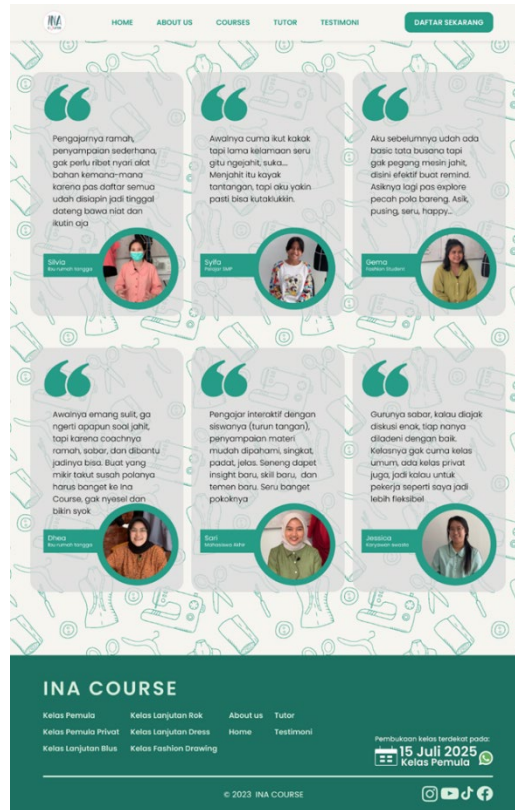 INA
HOME ABOUT US COURSES TUTOR TESTIMONI DAFTAR SEKARANG
Pengajarnya ramah,
penyampaian sederhana,
gak perlu ribet nyari alat
bahan kemana-mana
karena pas daftar semua
udah disiapin jadi tinggal
dateng bawa niat dan
ikutin aja
Silvia
Ibu rumah tangga
Awalnya cuma ikut kakak
tapi lama kelamaan seru
gitu ngejahit, suka...
Menjahit itu kayak
tantangan, tapi aku yakin
pasti bisa kutaklukkin.
Syifa
Pelajar SMP
Aku sebelumnya udah ada
basic tata busana tapi
gak pegang mesin jahit,
disini efektif buat remind.
Asiknya lagi pas explore
pecah pola bareng. Asik,
pusing, seru, happy...
Gema
Fashion Student
Awalnya emang sulit, ga
ngerti apapun soal jahit,
tapi karena coachnya
ramah, sabar, dan dibantu
jadinya bisa. Buat yang
mikir takut susah polanya
harus banget ke Ina
Course, gak nyesel dan
bikin syok
Dhea
Ibu rumah tangga
Pengajar interaktif dengan
siswanya (turun tangan),
penyampaian materi
mudah dipahami, singkat,
padat, jelas. Seneng dapet
insight baru, skill baru, dan
temen baru. Seru banget
pokoknya
Sari
Mahasiswa
Gurunya sabar, kalau diajak
diskusi enak, tiap nanya
diladeni dengan baik.
Kelasnya gak cuma kelas
umum, ada kelas privat
juga, jadi kalau untuk
pekerja seperti saya jadi
lebih fleksibel
Jessica
Karyawan swasta
INA COURSE
Kelas Pemula Kelas Lanjutan Rok About us Tutor
Kelas Pemula Privat Kelas Lanjutan Dress Home Testimoni
Kelas Lanjutan Blus Kelas Fashion Drawing
Pembukaan kelas terdekat pada:
15 Juli 2025
Kelas Pemula
© 2023 INA COURSE